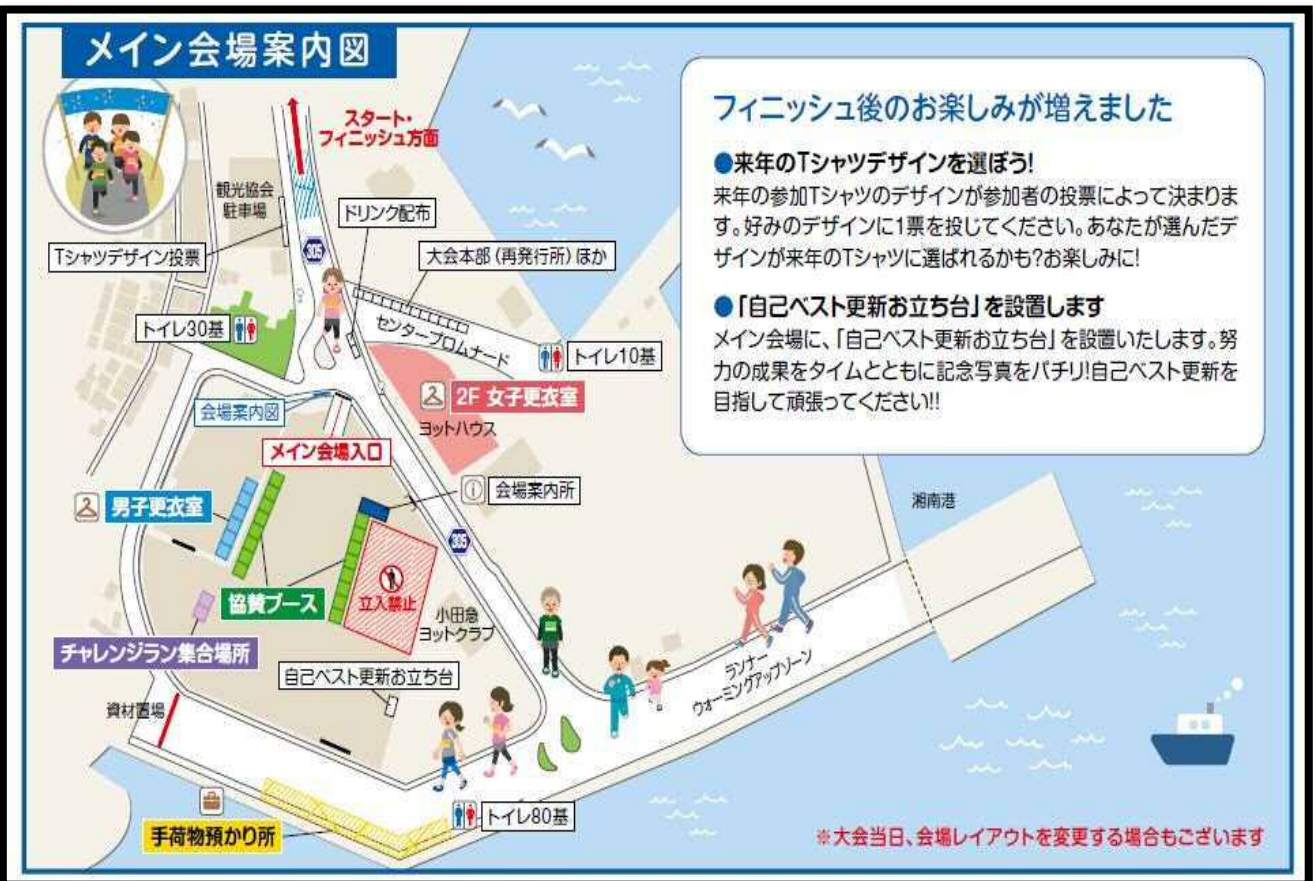 メイン会場案内図
スタート・
フィニッシュ方面
観光協会
駐車場
ドリンク配布
Tシャツデザイン投票
305
大会本部(再発行所)ほか
センタープロムナード
トイレ30基
トイレ10基
2F 女子更衣室
ヨットハウス
会場案内図
メイン会場入口
会場案内所
男子更衣室
305
協賛ブース
立入禁止
小田急
ヨットクラブ
チャレンジラン集合場所
自己ベスト更新お立ち台
資材置場
ランナー
ウォーミングアップゾーン
湘南港
手荷物預かり所
トイレ80基
フィニッシュ後のお楽しみが増えました
●来年のTシャツデザインを選ぼう!
来年の参加Tシャツのデザインが参加者の投票によって決まりま
す。好みのデザインに1票を投じてください。あなたが選んだデ
ザインが来年のTシャツに選ばれるかも?お楽しみに!
●「自己ベスト更新お立ち台」を設置します
メイン会場に、「自己ベスト更新お立ち台」を設置いたします。努
力の成果をタイムとともに記念写真をパチリ!自己ベスト更新を
目指して頑張ってください!!
※大会当日、会場レイアウトを変更する場合もございます